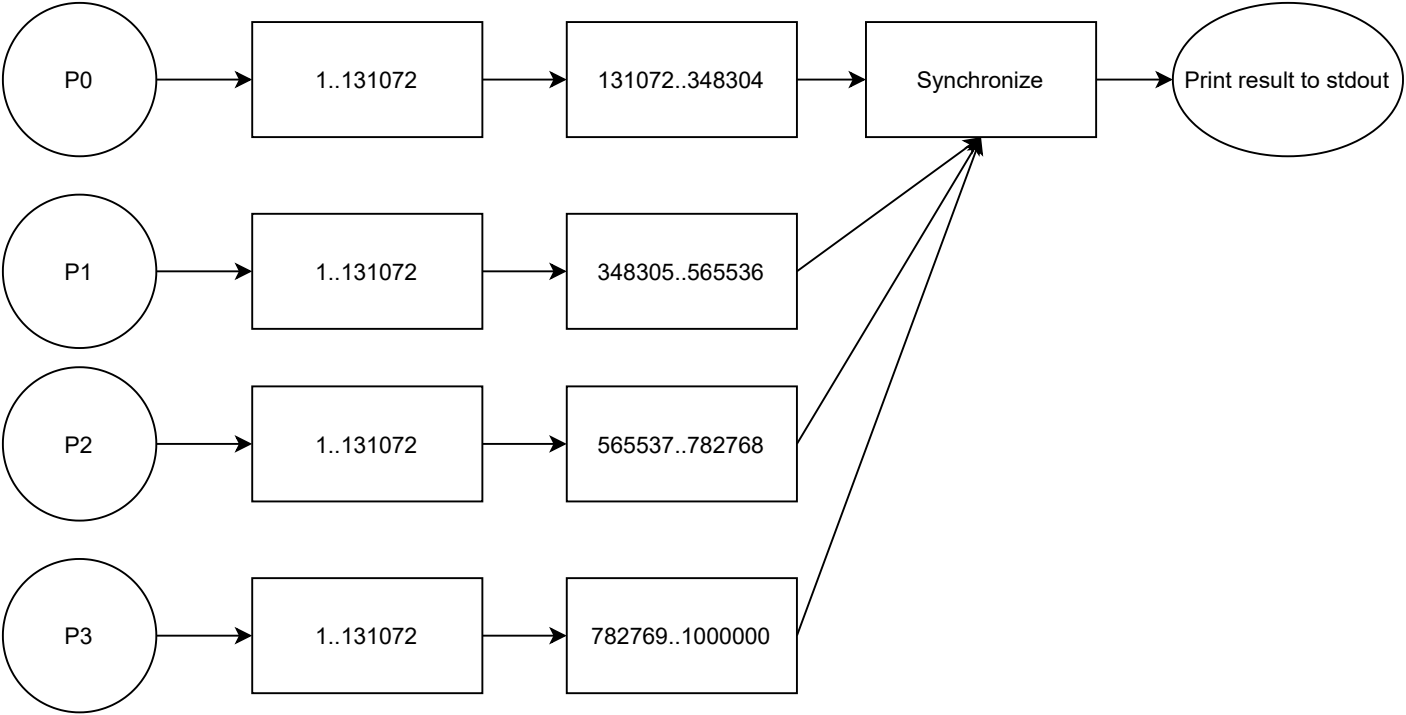 P0
1..131072
131072..348304
Synchronize
Print result to stdout
P1
1..131072
348305..565536
P2
1..131072
565537..782768
P3
1..131072
782769..1000000